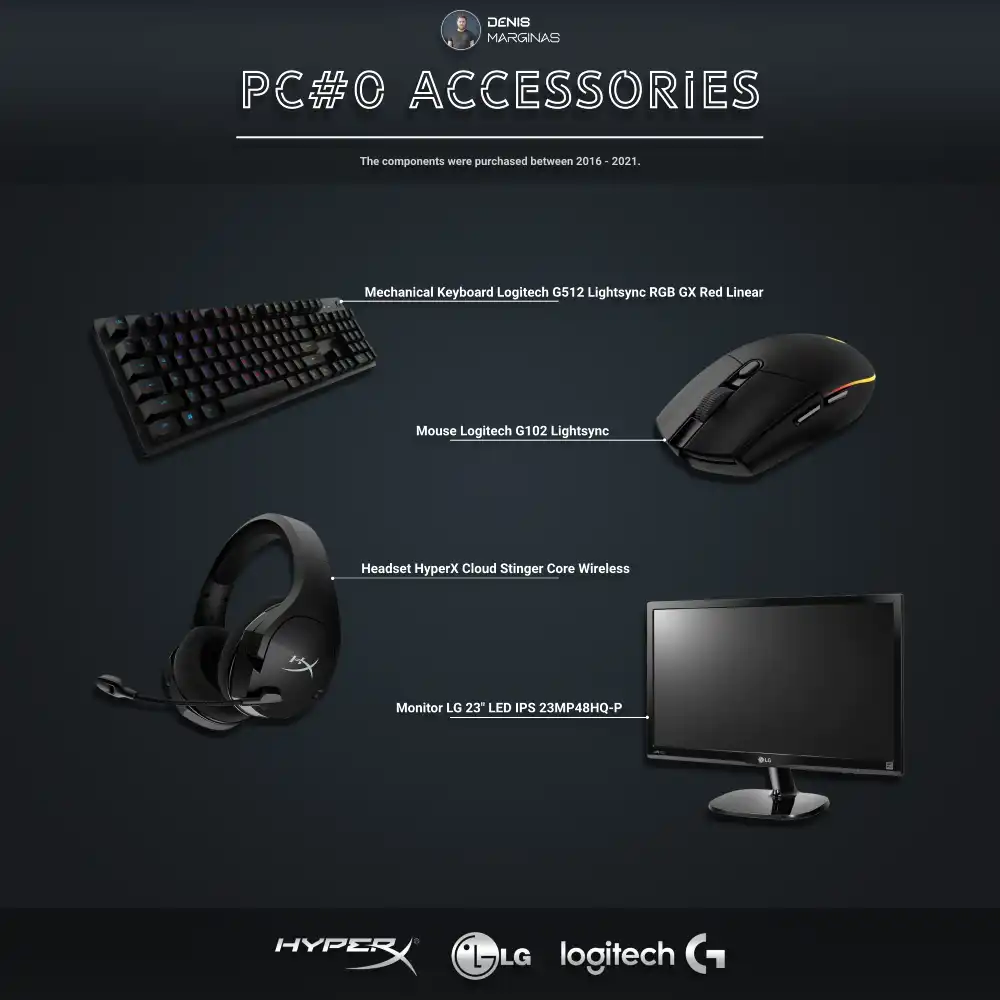 DENIS
MARGINAS
PC#0 ACCESSORIES
The components were purchased between 2016 - 2021.
Mechanical Keyboard Logitech G512 Lightsync RGB GX Red Linear
Mouse Logitech G102 Lightsync
Headset HyperX Cloud Stinger Core Wireless
Monitor LG 23" LED IPS 23MP48HQ-P
LG
HYPERX®
LG
logitech G